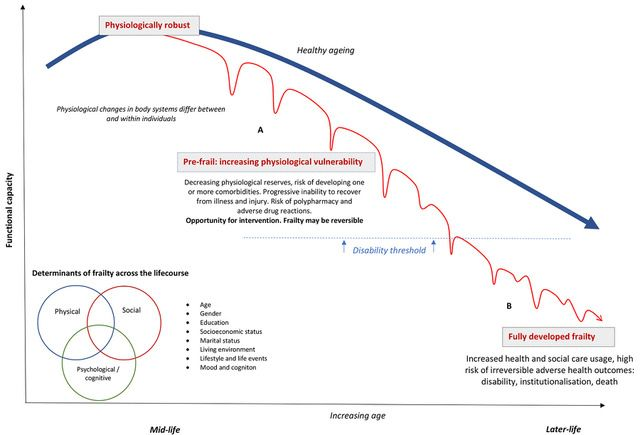 Physiologically robust
Healthy ageing
Physiological changes in body systems differ between
and within individuals
A
Pre-frail: increasing physiological vulnerability
Decreasing physiological reserves, risk of developing one
or more comorbidities. Progressive inability to recover
from illness and injury. Risk of polypharmacy and
adverse drug reactions.
Opportunity for intervention. Frailty may be reversible
Functional capacity
Disability threshold
Determinants of frailty across the lifecourse
Physical
Social
Psychological /
cognitive
• Age
• Gender
• Education
• Socioeconomic status
• Marital status
• Living environment
• Lifestyle and life events
• Mood and cogniton
B
Fully developed frailty
Increased health and social care usage, high
risk of irreversible adverse health outcomes:
disability, institutionalisation, death
Increasing age
Mid-life
Later-life